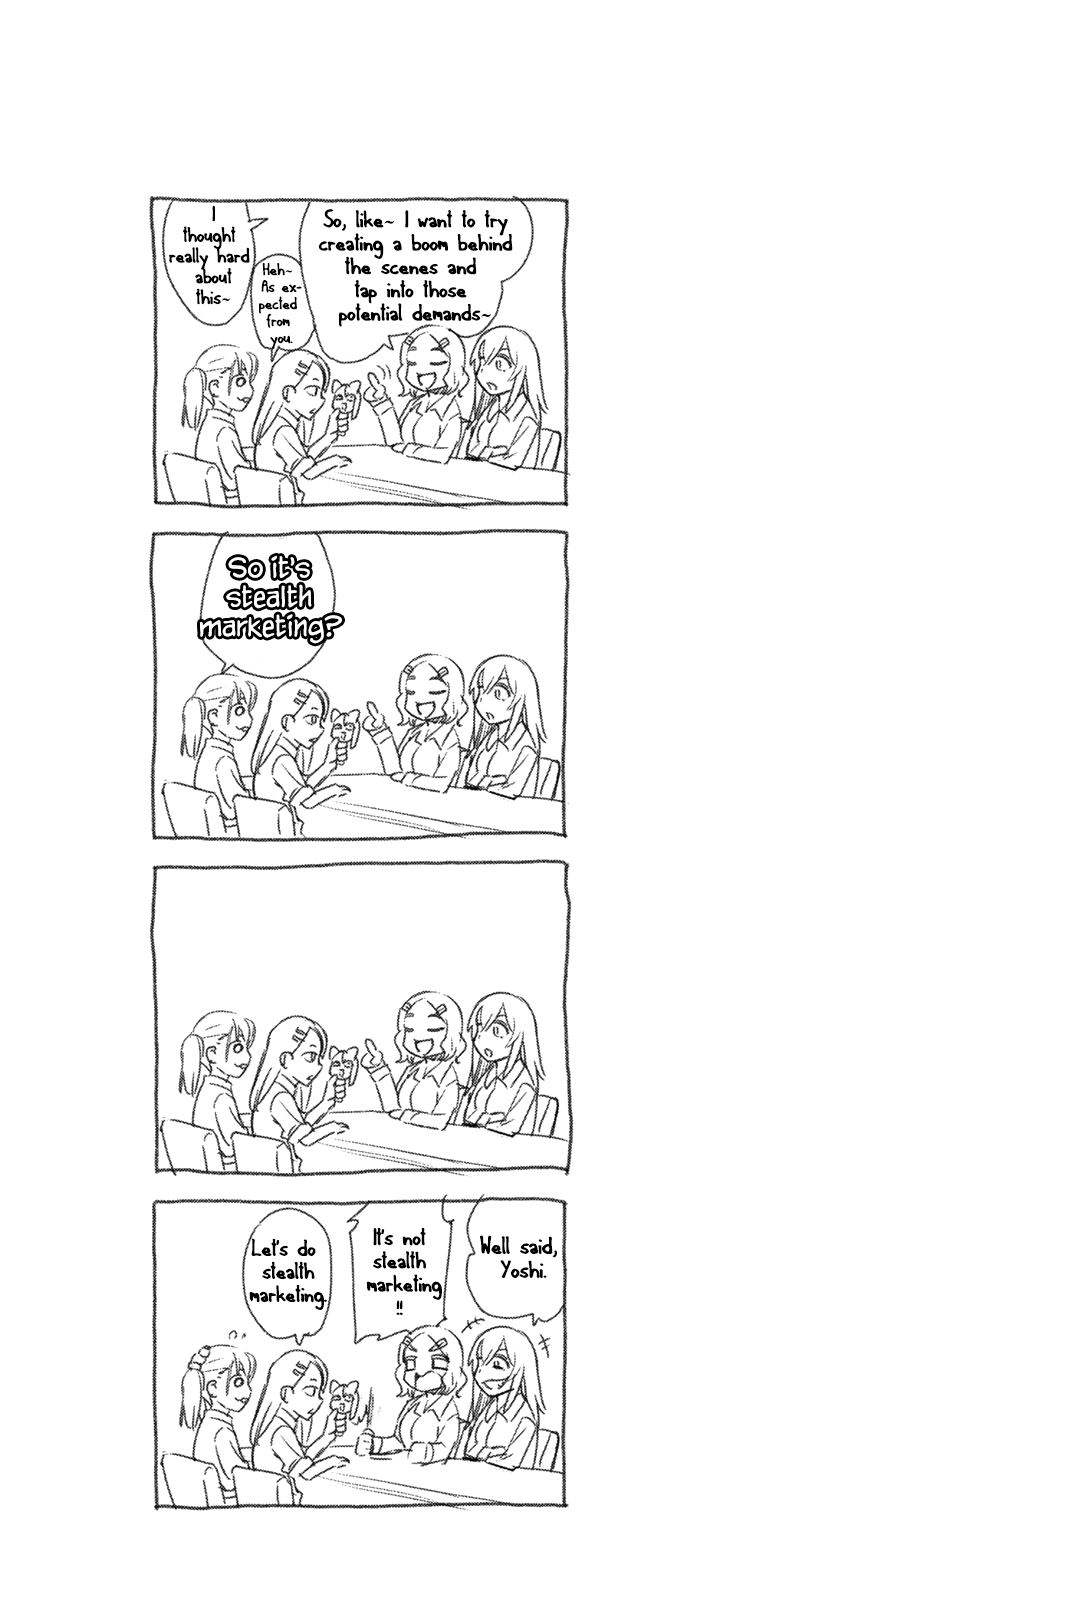 So, like~ I want to try
creating a boom behind
the scenes and
tap into those
potential demands~
Heh~
As ex-
pected
from
you.
I
thought
really hard
about
this~
So it's
stealth
marketing?
Well said,
Yoshi.
It's not
stealth
marketing
!!
Let's do
stealth
marketing.